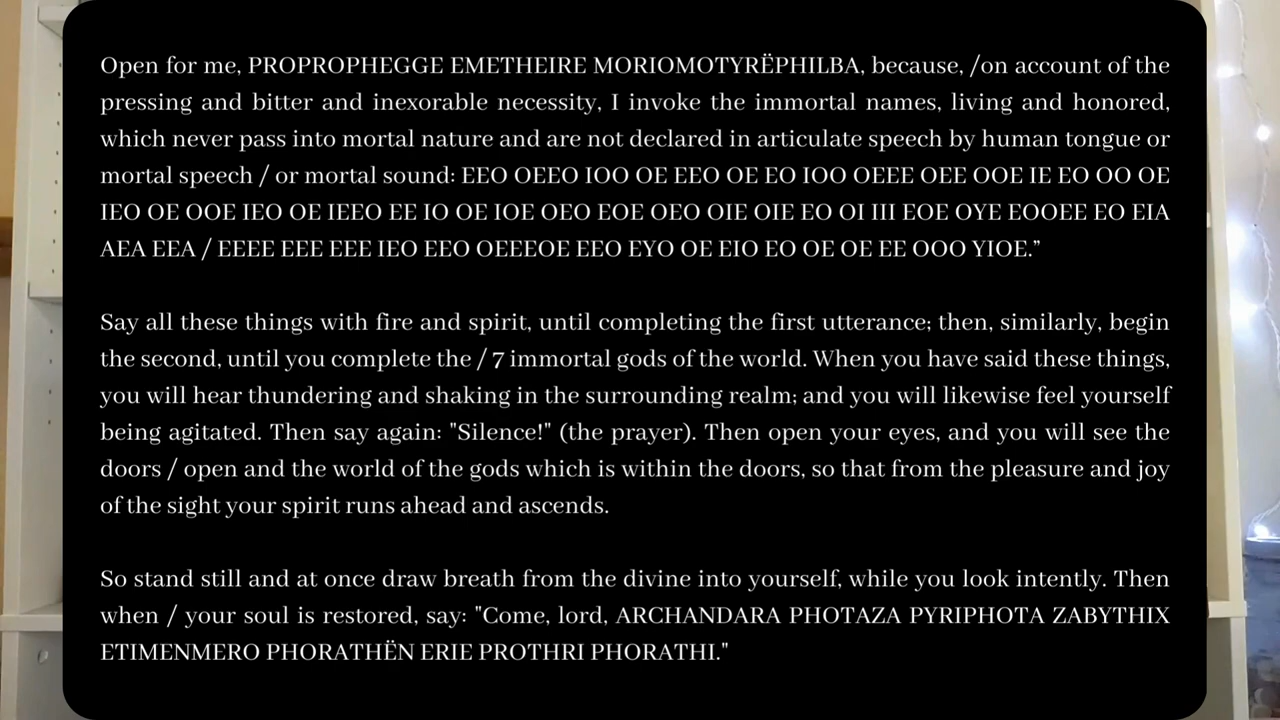 Open for me, PROPROPHEGGE EMETHEIRE MORIOMOTYRËPHILBA, because, /on account of the
pressing and bitter and inexorable necessity, I invoke the immortal names, living and honored,
which never pass into mortal nature and are not declared in articulate speech by human tongue or
mortal speech / or mortal sound: EEO OEEO IOO OE EEO OE EO IOO OEEE OEE OOE IE EO OO OE
IEO OE OOE IEO OE IEEO EE IO OE IOE OEO EOE OEO OIE OIE EO OI III EOE OYE EOOEE EO EIA
AEA EEA / EEEE EEE EEE IEO EEO OEEEOE EEO EYO OE EIO EO OE OE EE OOO YIOE.”
Say all these things with fire and spirit, until completing the first utterance; then, similarly, begin
the second, until you complete the / 7 immortal gods of the world. When you have said these things,
you will hear thundering and shaking in the surrounding realm; and you will likewise feel yourself
being agitated. Then say again: "Silence!" (the prayer). Then open your eyes, and you will see the
doors / open and the world of the gods which is within the doors, so that from the pleasure and joy
of the sight your spirit runs ahead and ascends.
So stand still and at once draw breath from the divine into yourself, while you look intently. Then
when / your soul is restored, say: "Come, lord, ARCHANDARA PHOTAZA PYRIPHOTA ZABYTHIX
ETIMENMERO PHORATHËN ERIE PROTHRI PHORATHI."